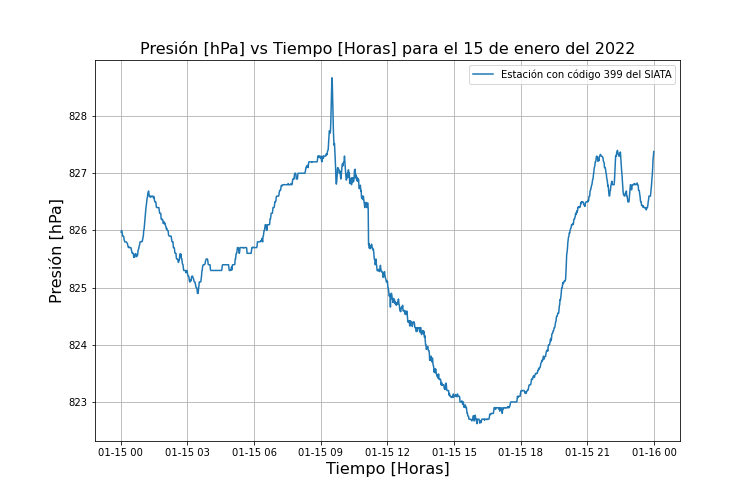 Presión [hPa] vs Tiempo [Horas] para el 15 de enero del 2022
Estación con código 399 del SIATA
828
827
826
825
824
823
Presión [hPa]
01-15 00 01-15 03 01-15 06 01-15 09 01-15 12 01-15 15 01-15 18 01-15 21 01-16 00
Tiempo [Horas]